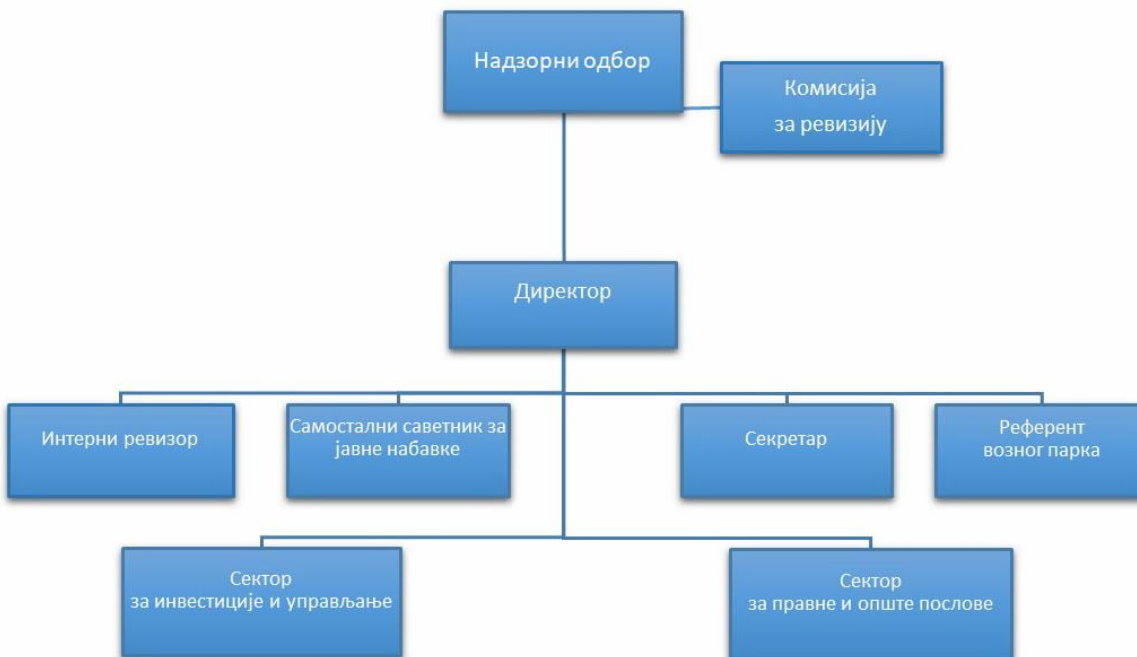 Надзорни одбор
Комисија
за ревизију
Директор
Интерни ревизор
Самостални саветник за
јавне набавке
Секретар
Референт
возног парка
Сектор
за инвестиције и управљање
Сектор
за правне и опште послове